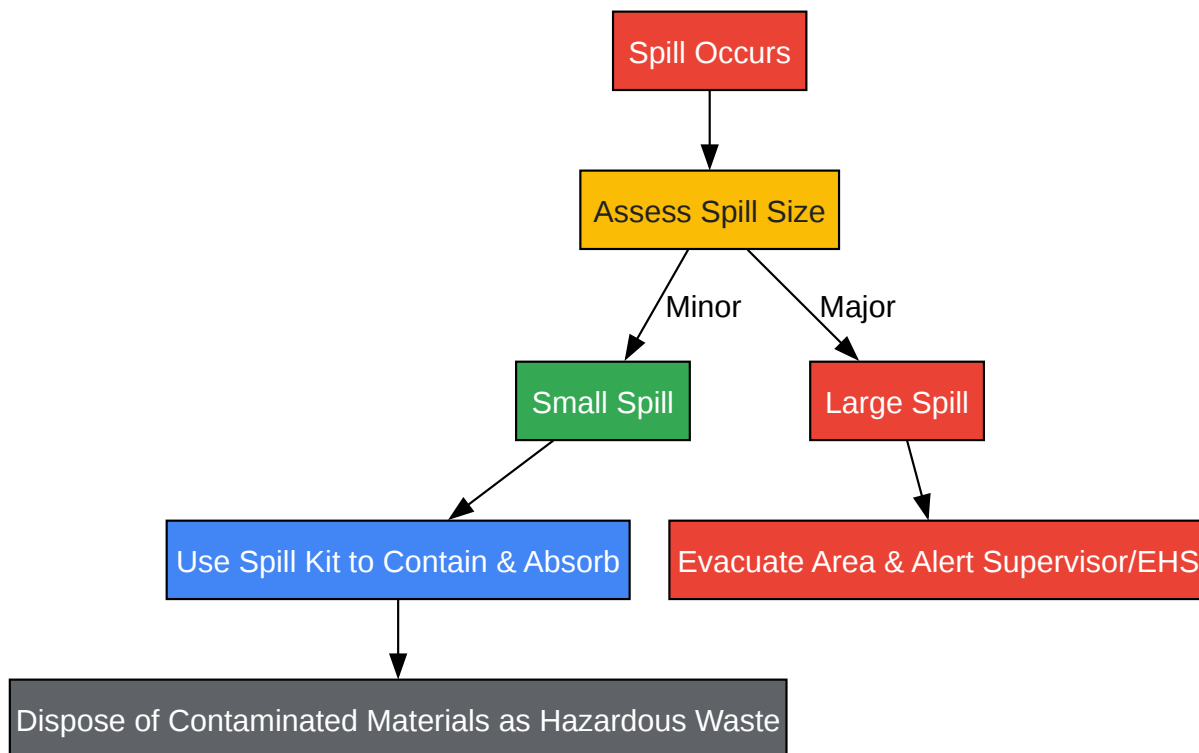 Spill Occurs
Assess Spill Size
Minor
Major
Small Spill
Large Spill
Use Spill Kit to Contain & Absorb
Evacuate Area & Alert Supervisor/EHS
Dispose of Contaminated Materials as Hazardous Waste